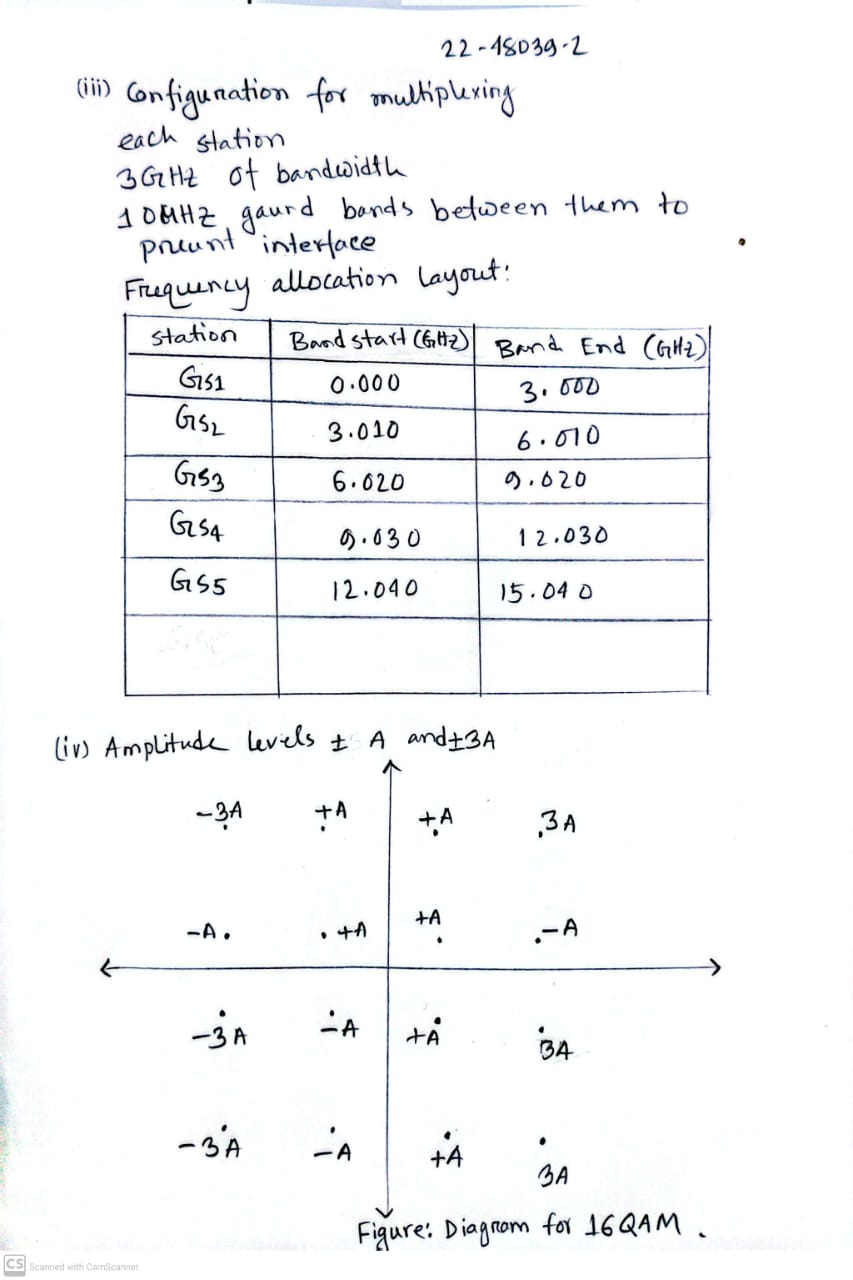 22-48039-2
(iii) Configuration for multiplexing
each station
3GHz of bandwidth
10MHz gaurd bands between them to
preunt interface
Frequency allocation layout:
station Band start (GHz) Band End (GHz)
GS1 0.000 3.000
GS2 3.010 6.010
GS3 6.020 9.020
GS4 9.030 12.030
GS5 12.040 15.040
(iv) Amplitude levels ± A and ±3A
-3A +A +A 3A
-A +A +A -A
-3A -A +A 3A
-3A -A +A 3A
Figure: Diagram for 16QAM.
CS Scanned with CamScanner